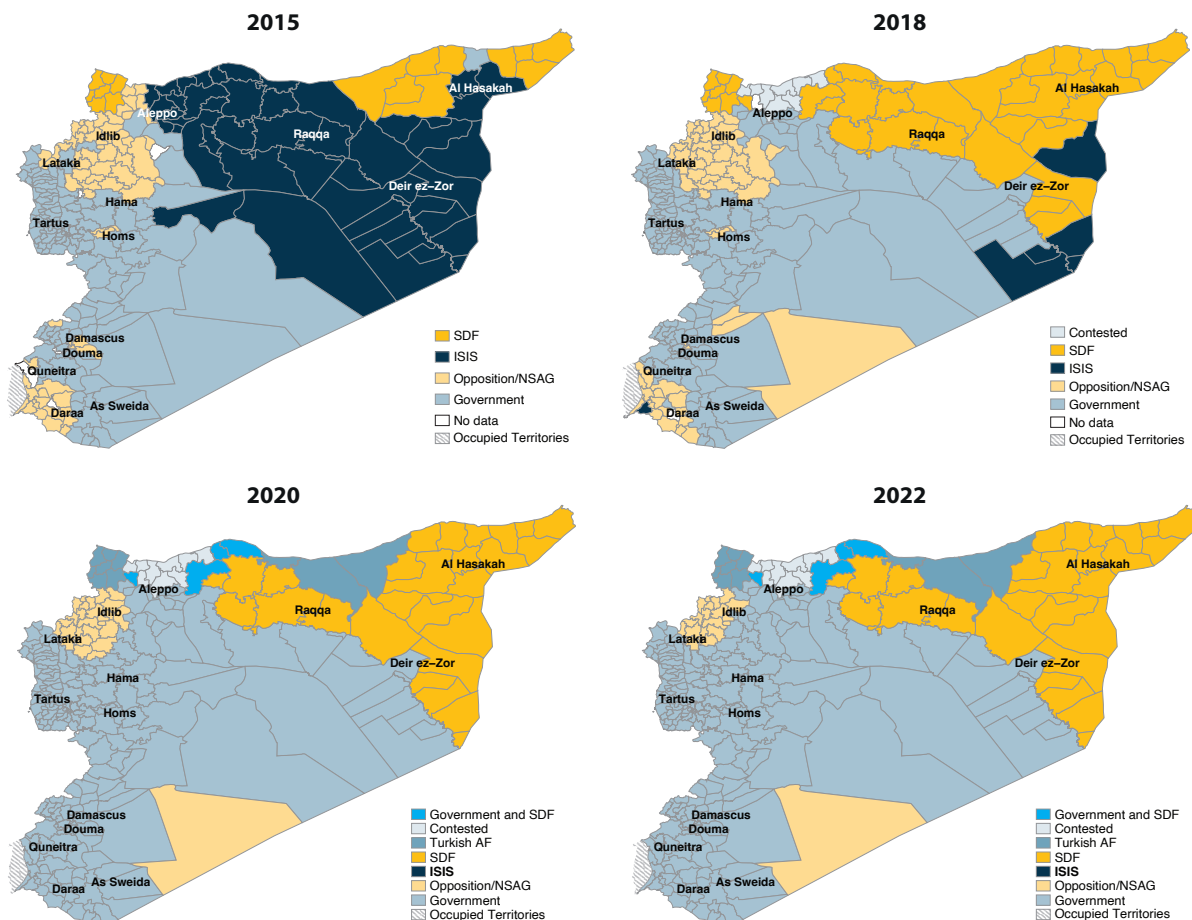 2015
Al Hasakah
Aleppo
Idlib
Raqqa
Lataka
Deir ez–Zor
Hama
Tartus
Homs
Damascus
Douma
Quneitra
Daraa
As Sweida
SDF
ISIS
Opposition/NSAG
Government
No data
Occupied Territories
2018
Al Hasakah
Aleppo
Idlib
Raqqa
Lataka
Deir ez–Zor
Hama
Tartus
Homs
Damascus
Douma
Quneitra
Daraa
As Sweida
Contested
SDF
ISIS
Opposition/NSAG
Government
No data
Occupied Territories
2020
Al Hasakah
Aleppo
Idlib
Raqqa
Lataka
Deir ez–Zor
Hama
Tartus
Homs
Damascus
Douma
Quneitra
Daraa
As Sweida
Government and SDF
Contested
Turkish AF
SDF
ISIS
Opposition/NSAG
Government
Occupied Territories
2022
Al Hasakah
Aleppo
Idlib
Raqqa
Lataka
Deir ez–Zor
Hama
Tartus
Homs
Damascus
Douma
Quneitra
Daraa
As Sweida
Government and SDF
Contested
Turkish AF
SDF
ISIS
Opposition/NSAG
Government
Occupied Territories